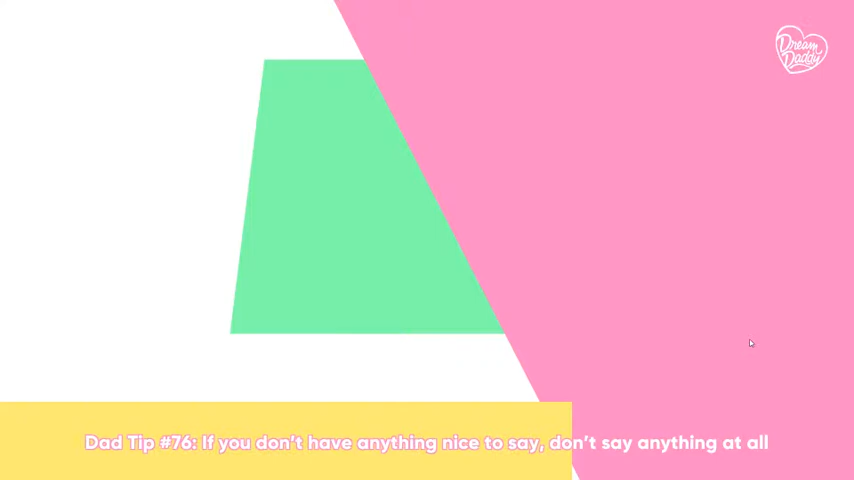 Dream
Daddy
Dad Tip #76: If you don't have anything nice to say, don't say anything at all